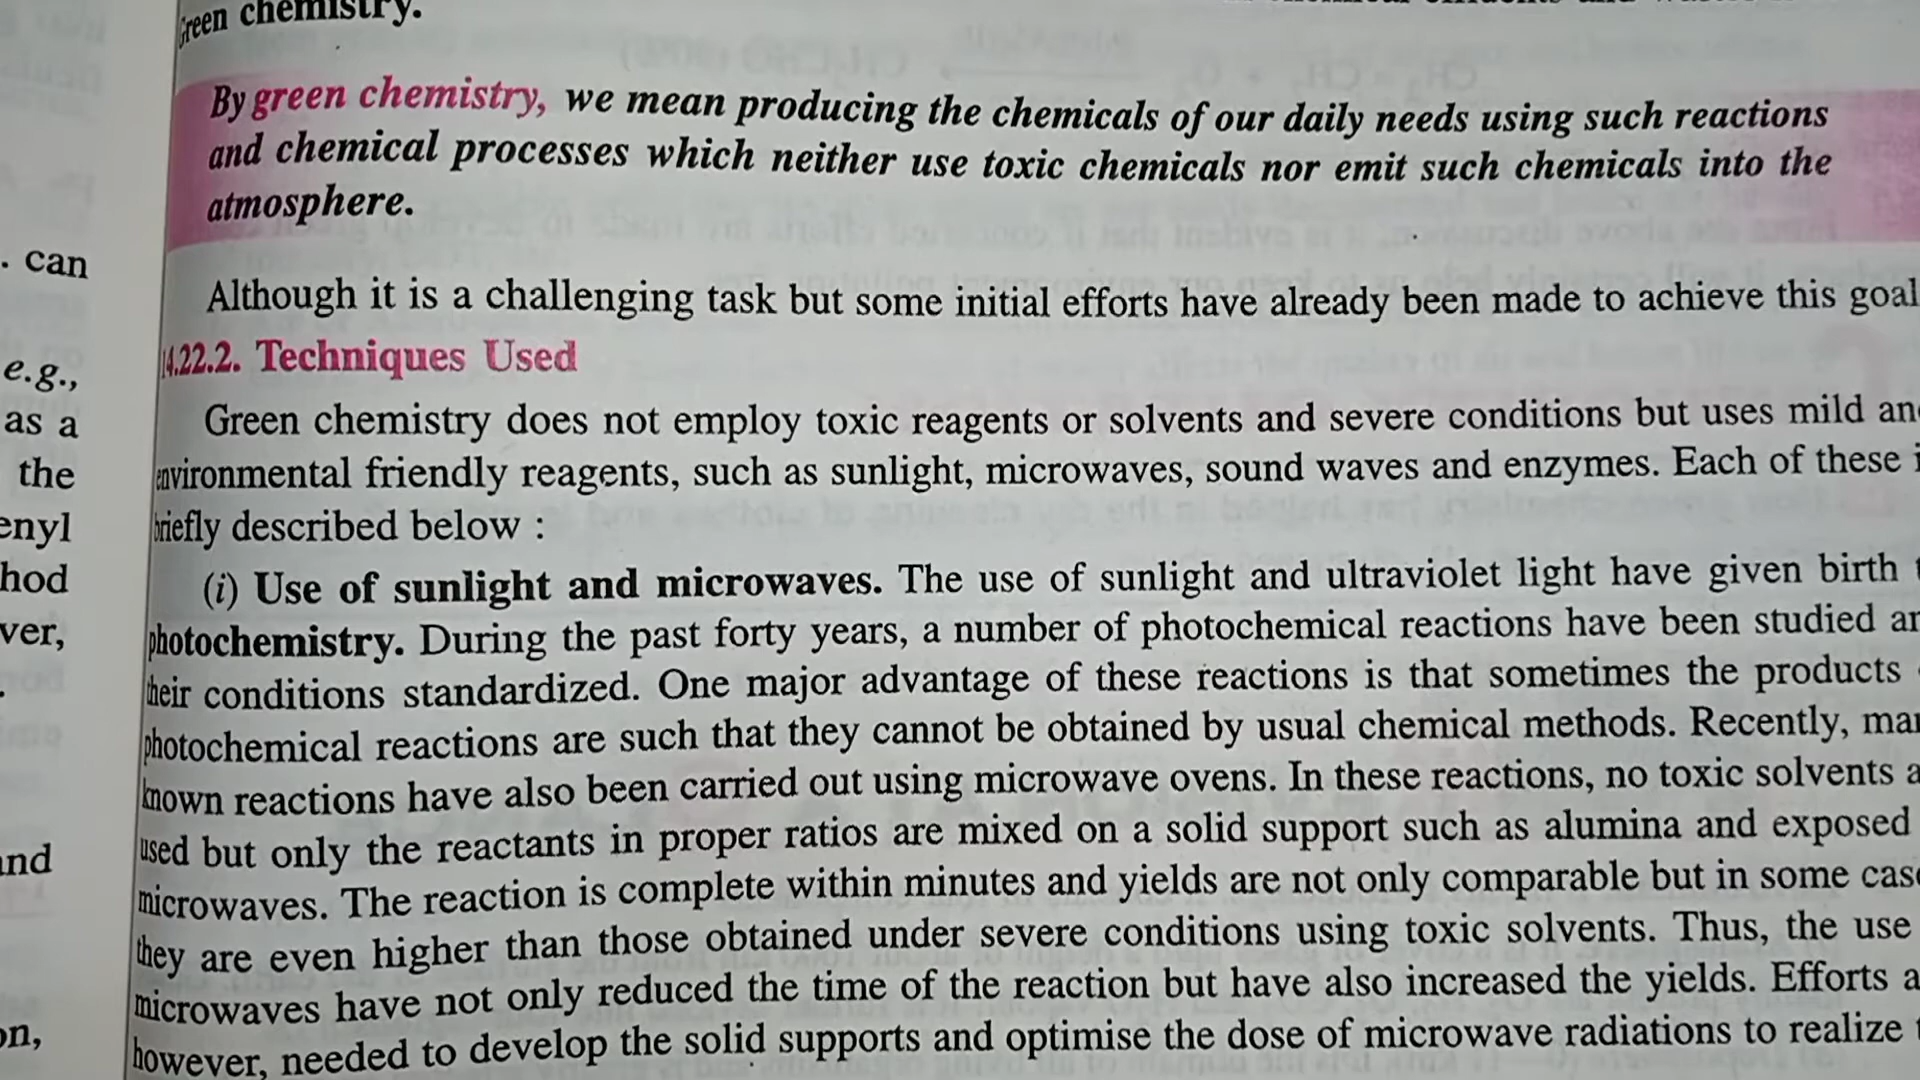 Green chemistry.
By green chemistry, we mean producing the chemicals of our daily needs using such reactions
and chemical processes which neither use toxic chemicals nor emit such chemicals into the
atmosphere.
Although it is a challenging task but some initial efforts have already been made to achieve this goal
14.22.2. Techniques Used
Green chemistry does not employ toxic reagents or solvents and severe conditions but uses mild and
environmental friendly reagents, such as sunlight, microwaves, sound waves and enzymes. Each of these
briefly described below :
(i) Use of sunlight and microwaves. The use of sunlight and ultraviolet light have given birth
photochemistry. During the past forty years, a number of photochemical reactions have been studied
their conditions standardized. One major advantage of these reactions is that sometimes the products
photochemical reactions are such that they cannot be obtained by usual chemical methods. Recently,
known reactions have also been carried out using microwave ovens. In these reactions, no toxic solvents
used but only the reactants in proper ratios are mixed on a solid support such as alumina and exposed
microwaves. The reaction is complete within minutes and yields are not only comparable but in some
they are even higher than those obtained under severe conditions using toxic solvents. Thus, the use
microwaves have not only reduced the time of the reaction but have also increased the yields. Efforts
however, needed to develop the solid supports and optimise the dose of microwave radiations to realize
. can
e.g.,
as a
the
enyl
hod
ver,
and
on,